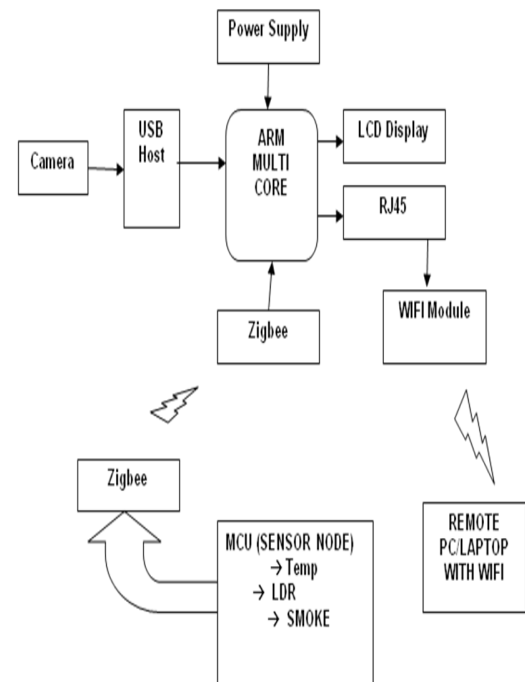 Power Supply
USB
Host
ARM
MULTI
CORE
LCD Display
Camera
RJ45
Zigbee
WIFI Module
Zigbee
MCU (SENSOR NODE)
→Temp
→ LDR
→ SMOKE
REMOTE
PC/LAPTOP
WITH WIFI